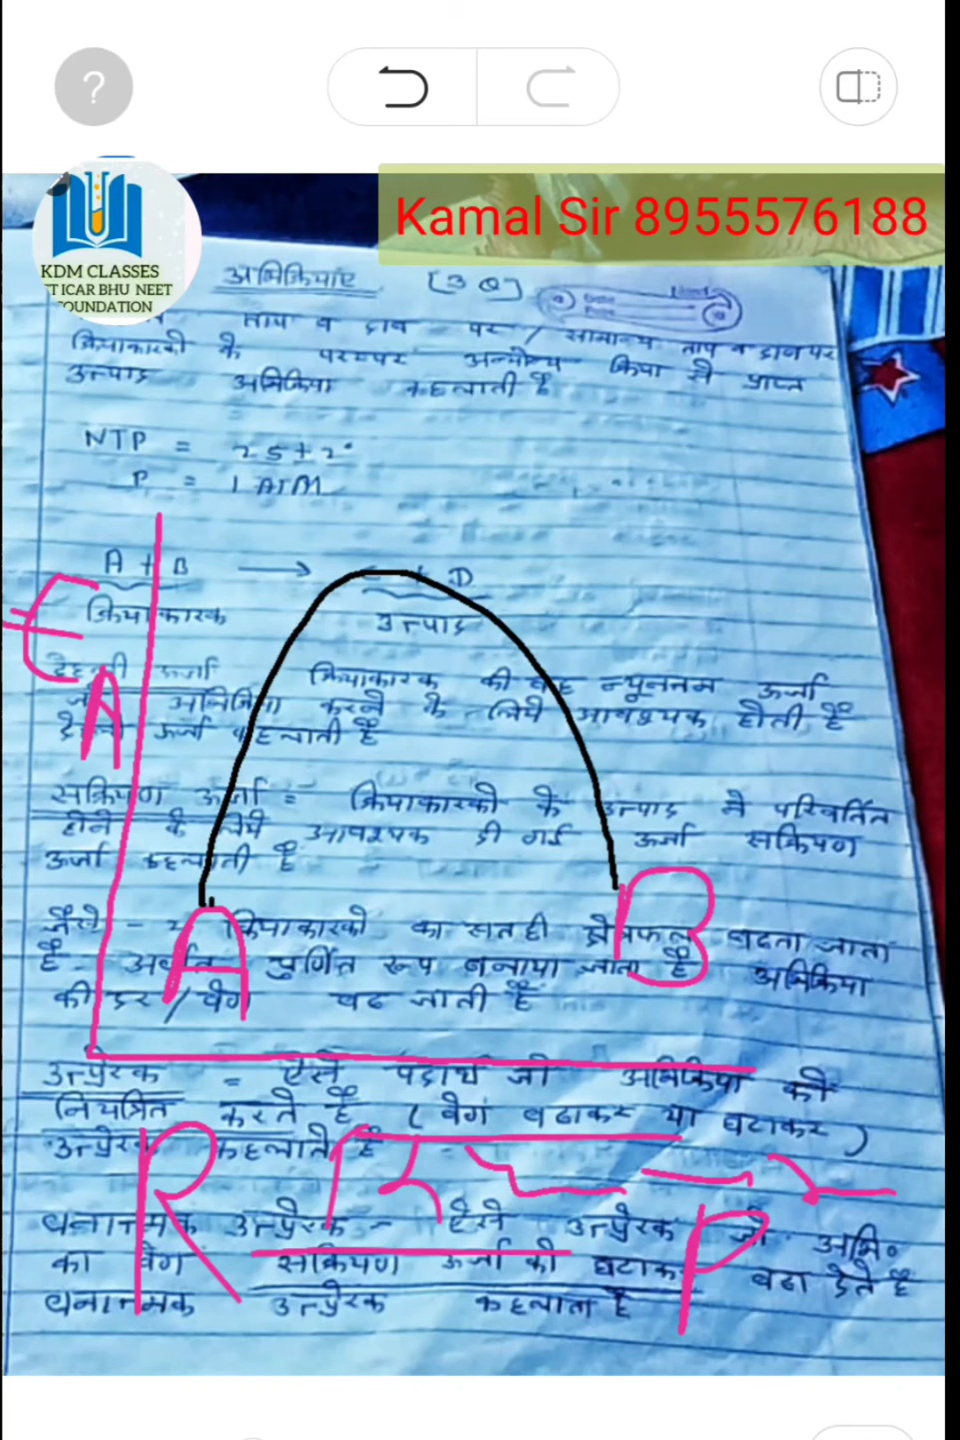 ?
Kamal Sir 8955576188
KDM CLASSES
T ICAR BHU NEET
FOUNDATION
अभिक्रियाए [3 Q]
ताप व दाब पर / सामान्य ताप व दाब पर
क्रियाकारको के परस्पर अन्योन्य क्रिया से प्राप्त
उत्पाद अभिक्रिया कहलाती है
NTP = 25+2°
P = 1 ATM
A + B → C + D
क्रियाकारक उत्पाद
E
A
देहली ऊर्जा क्रियाकारक की वह न्यूनतम ऊर्जा
जो अभिक्रिया करने के लिये आवश्यक होती हैं
देहली ऊर्जा कहलाती है
सक्रियण ऊर्जा = क्रियाकारको के उत्पाद मे परिवर्तित
होने के लिये आवश्यक दी गई ऊर्जा सक्रियण
ऊर्जा कहलाती है
A B
जैसे - क्रियाकारको का सतही क्षेत्रफल बढता जाता
है अर्थात पुर्णित रूप बनाया जाता है अभिक्रिया
की दर / वेग बढ जाती है
उत्प्रेरक = ऐसे पदार्थ जो अभिक्रिया को
नियत्रित करते है ( वेग बढाकर या घटाकर )
उत्प्रेरक कहलाते है
R P
धनात्मक उत्प्रेरक - ऐसे उत्प्रेरक जो अभि०
का वेग सक्रियण ऊर्जा को घटाकर बढा देते है
धनात्मक उत्प्रेरक कहलाता है